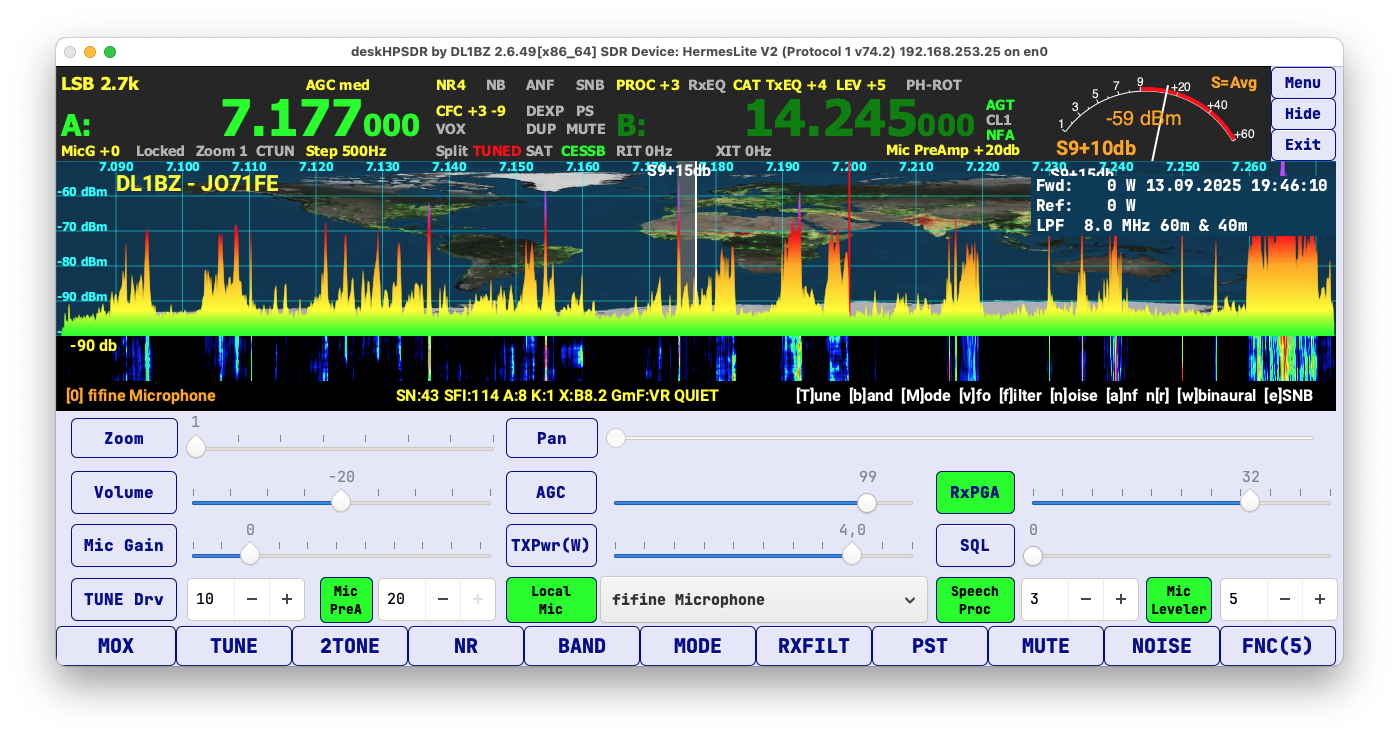 deskHPSDR by DL1BZ 2.6.49[x86_64] SDR Device: HermesLite V2 (Protocol 1 v74.2) 192.168.253.25 on en0
LSB 2.7k AGC med NR4 NB ANF SNB PROC +3 RxEQ CAT TxEQ +4 LEV +5 PH-ROT
CFC +3 -9 DEXP PS
A: 7.177000 VOX DUP MUTE B: 14.245000
AGT
CL1
NFA
MicG +0 Locked Zoom 1 CTUN Step 500Hz Split TUNED SAT CESSB RIT 0Hz XIT 0Hz Mic PreAmp +20db
1 3 5 7 9 +20 +40 +60
S=Avg
-59 dBm
S9+10db
Menu
Hide
Exit
7.090 7.100 7.110 7.120 7.130 7.140 7.150 7.160 7.170 7.180 7.190 7.200 7.210 7.220 7.230 7.240 7.250 7.260
S9+15db
S9+15db
DL1BZ - JO71FE
-60 dBm
-70 dBm
-80 dBm
-90 dBm
Fwd: 0 W 13.09.2025 19:46:10
Ref: 0 W
LPF 8.0 MHz 60m & 40m
-90 db
[0] fifine Microphone SN:43 SFI:114 A:8 K:1 X:B8.2 GmF:VR QUIET [T]une [b]and [M]ode [v]fo [f]ilter [n]oise [a]nf n[r] [w]binaural [e]SNB
Zoom 1 Pan
Volume -20 AGC 99 RxPGA 32
Mic Gain 0 TXPwr(W) 4,0 SQL 0
TUNE Drv 10 − +
Mic PreA 20 − +
Local Mic fifine Microphone
Speech Proc 3 − +
Mic Leveler 5 − +
MOX TUNE 2TONE NR BAND MODE RXFILT PST MUTE NOISE FNC(5)